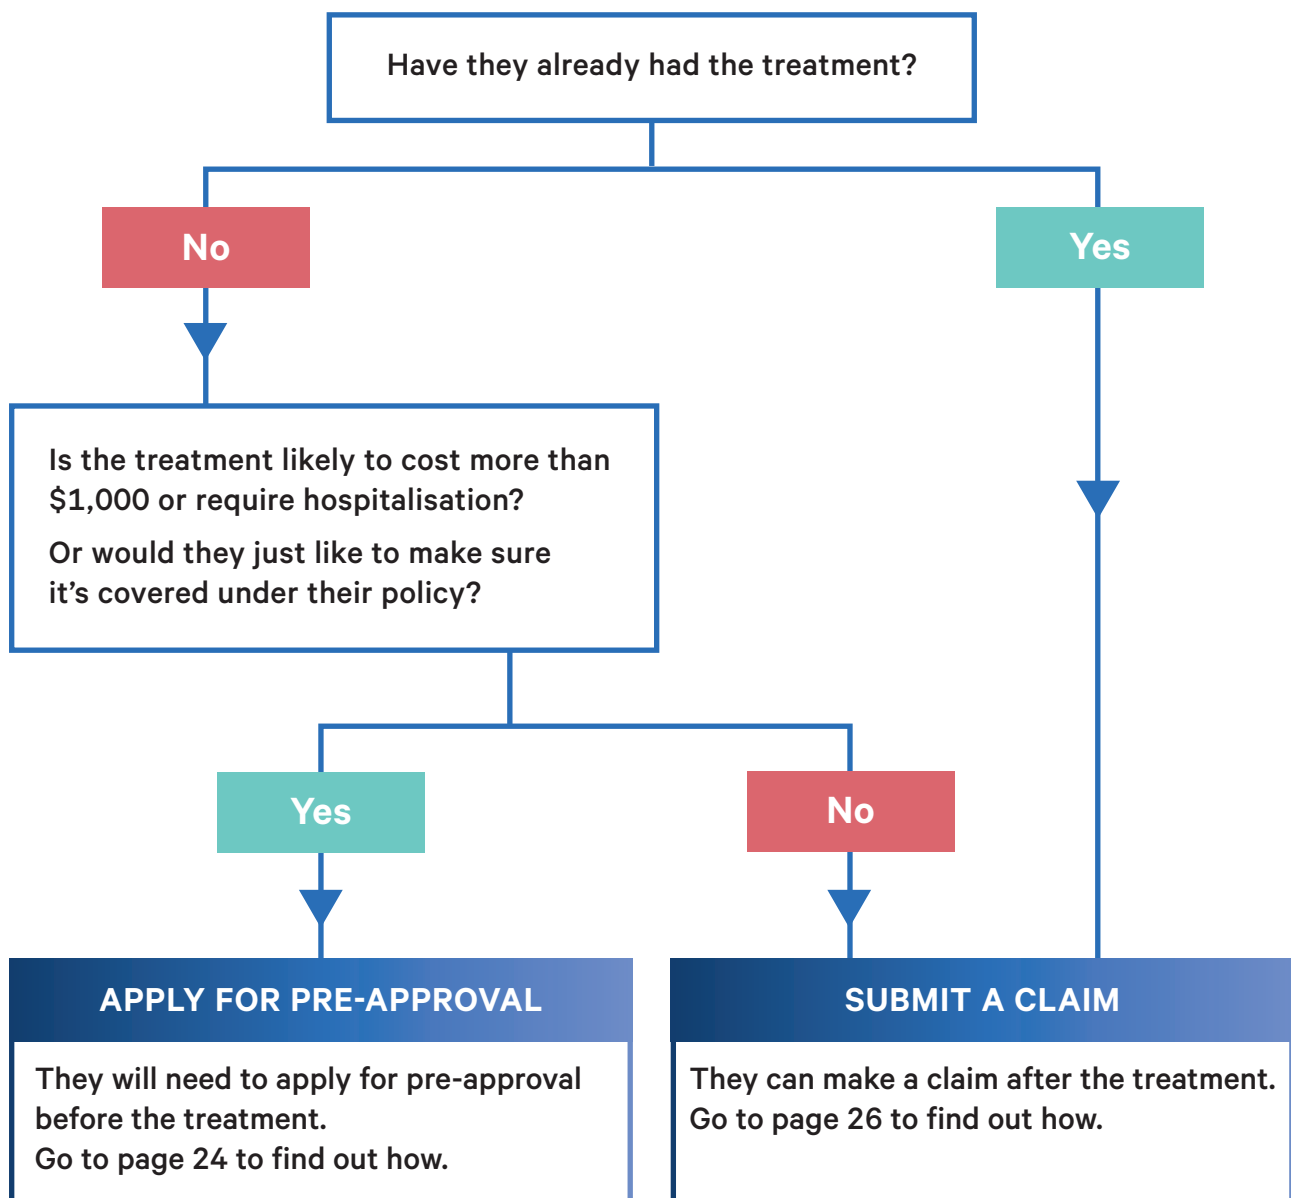 Have they already had the treatment?
No
Yes
Is the treatment likely to cost more than
$1,000 or require hospitalisation?
Or would they just like to make sure
it’s covered under their policy?
Yes
No
APPLY FOR PRE-APPROVAL
They will need to apply for pre-approval
before the treatment.
Go to page 24 to find out how.
SUBMIT A CLAIM
They can make a claim after the treatment.
Go to page 26 to find out how.